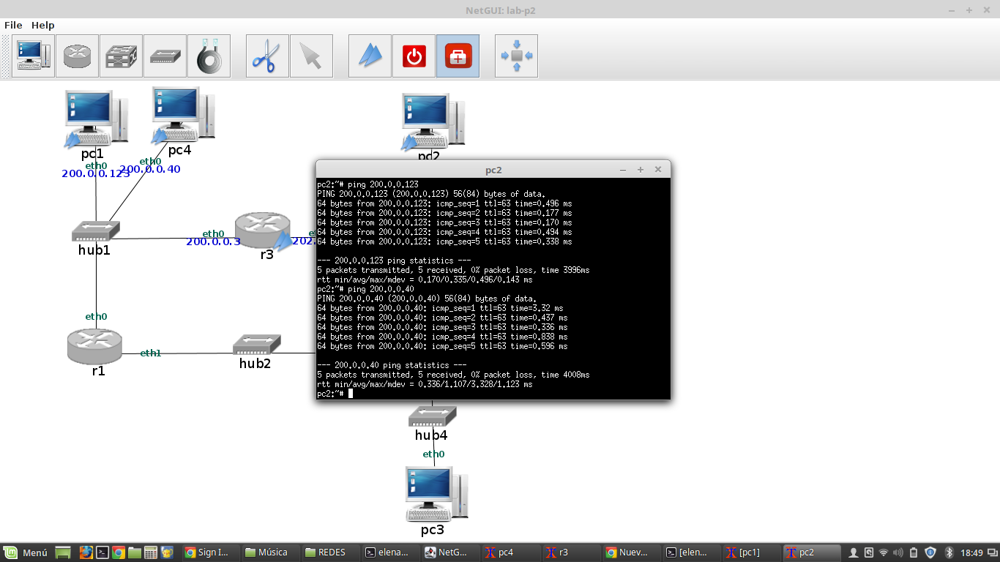 NetGUI: lab-p2
File Help
pc1
pc4
eth0
eth0
200.0.0.123
200.0.0.40
pc2
hub1
eth0
200.0.0.3
r3
202.
eth0
r1
eth1
hub2
hub4
eth0
pc3
pc2
pc2:~# ping 200.0.0.123
PING 200.0.0.123 (200.0.0.123) 56(84) bytes of data.
64 bytes from 200.0.0.123: icmp_seq=1 ttl=63 time=0.496 ms
64 bytes from 200.0.0.123: icmp_seq=2 ttl=63 time=0.177 ms
64 bytes from 200.0.0.123: icmp_seq=3 ttl=63 time=0.170 ms
64 bytes from 200.0.0.123: icmp_seq=4 ttl=63 time=0.494 ms
64 bytes from 200.0.0.123: icmp_seq=5 ttl=63 time=0.338 ms
--- 200.0.0.123 ping statistics ---
5 packets transmitted, 5 received, 0% packet loss, time 3996ms
rtt min/avg/max/mdev = 0.170/0.335/0.496/0.143 ms
pc2:~# ping 200.0.0.40
PING 200.0.0.40 (200.0.0.40) 56(84) bytes of data.
64 bytes from 200.0.0.40: icmp_seq=1 ttl=63 time=3.32 ms
64 bytes from 200.0.0.40: icmp_seq=2 ttl=63 time=0.437 ms
64 bytes from 200.0.0.40: icmp_seq=3 ttl=63 time=0.336 ms
64 bytes from 200.0.0.40: icmp_seq=4 ttl=63 time=0.838 ms
64 bytes from 200.0.0.40: icmp_seq=5 ttl=63 time=0.596 ms
--- 200.0.0.40 ping statistics ---
5 packets transmitted, 5 received, 0% packet loss, time 4008ms
rtt min/avg/max/mdev = 0.336/1.107/3.328/1.123 ms
pc2:~#
Menú Sign I... Música REDES elena... NetG... pc4 r3 Nuev... [elen... [pc1] pc2 18:49